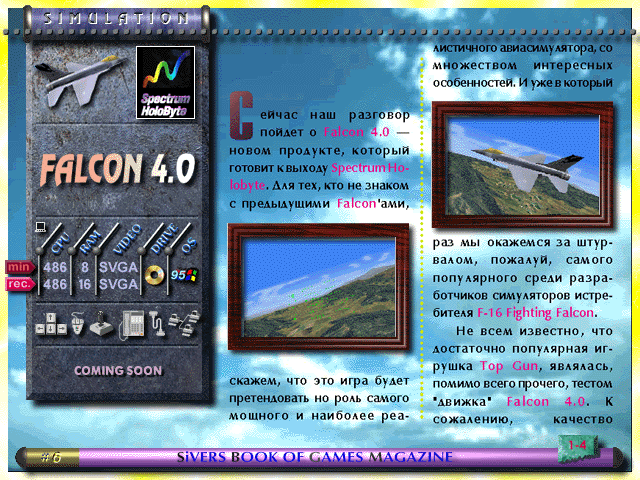 SIMULATION
Spectrum
HoloByte
FALCON 4.0
CPU
RAM
VIDEO
DRIVE
OS
min 486 8 SVGA
rec. 486 16 SVGA
95
COMING SOON
Сейчас наш разговор
пойдет о Falcon 4.0 —
новом продукте, который
готовит к выходу Spectrum Ho-
lobyte. Для тех, кто не знаком
с предыдущими Falcon'ами,
скажем, что это игра будет
претендовать но роль самого
мощного и наиболее реа-
листичного авиасимулятора, со
множеством интересных
особенностей. И уже в который
раз мы окажемся за штур-
валом, пожалуй, самого
популярного среди разра-
ботчиков симуляторов истре-
бителя F-16 Fighting Falcon.
Не всем известно, что
достаточно популярная иг-
рушка Top Gun, являлась,
помимо всего прочего, тестом
"движка" Falcon 4.0. К
сожалению, качество
#6
SiVERS BOOK OF GAMES MAGAZINE
1-4